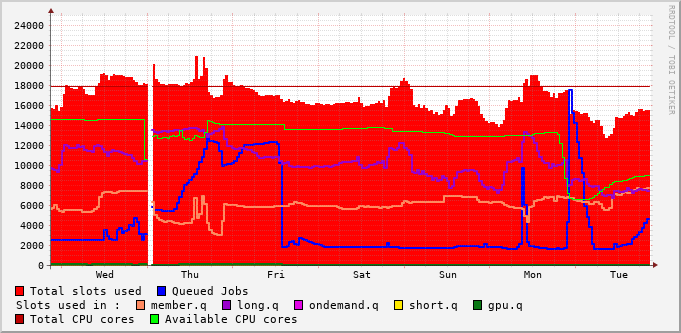 24000
22000
20000
18000
16000
14000
12000
10000
8000
6000
4000
2000
0
Wed Thu Fri Sat Sun Mon Tue
Total slots used Queued Jobs
Slots used in : member.q long.q ondemand.q short.q gpu.q
Total CPU cores Available CPU cores
RRDTOOL / TOBI OETIKER